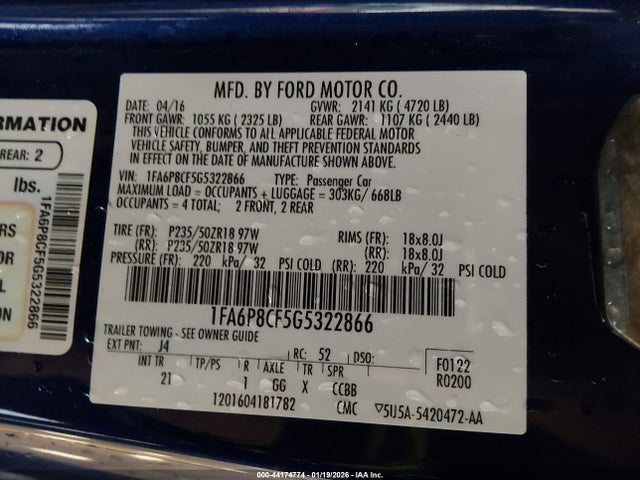 RMATION
REAR: 2
lbs.
1FA6P8CF5G5322866
MFD. BY FORD MOTOR CO.
DATE: 04/16 GVWR: 2141 KG ( 4720 LB)
FRONT GAWR: 1055 KG ( 2325 LB) REAR GAWR: 1107 KG ( 2440 LB)
THIS VEHICLE CONFORMS TO ALL APPLICABLE FEDERAL MOTOR
VEHICLE SAFETY, BUMPER, AND THEFT PREVENTION STANDARDS
IN EFFECT ON THE DATE OF MANUFACTURE SHOWN ABOVE.
VIN: 1FA6P8CF5G5322866 TYPE: Passenger Car
MAXIMUM LOAD = OCCUPANTS + LUGGAGE = 303KG/ 668LB
OCCUPANTS = 4 TOTAL; 2 FRONT, 2 REAR
TIRE (FR): P235/50ZR18 97W RIMS (FR): 18x8.0J
(RR): P235/50ZR18 97W (RR): 18x8.0J
PRESSURE (FR): 220 kPa/ 32 PSI COLD (RR): 220 kPa/ 32 PSI COLD
1FA6P8CF5G5322866
TRAILER TOWING - SEE OWNER GUIDE
EXT PNT: J4 RC: 52 DSO: F0122
INT TR TP/PS R AXLE TR SPR R0200
21 1 GG X CCBB
1201604181782 CMC 5U5A-5420472-AA
000-44174774 - 01/19/2026 - IAA Inc.